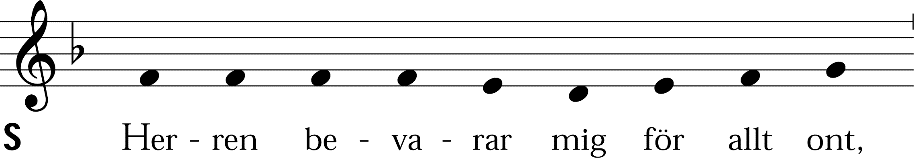 S Her - ren be - va - rar mig för allt ont,